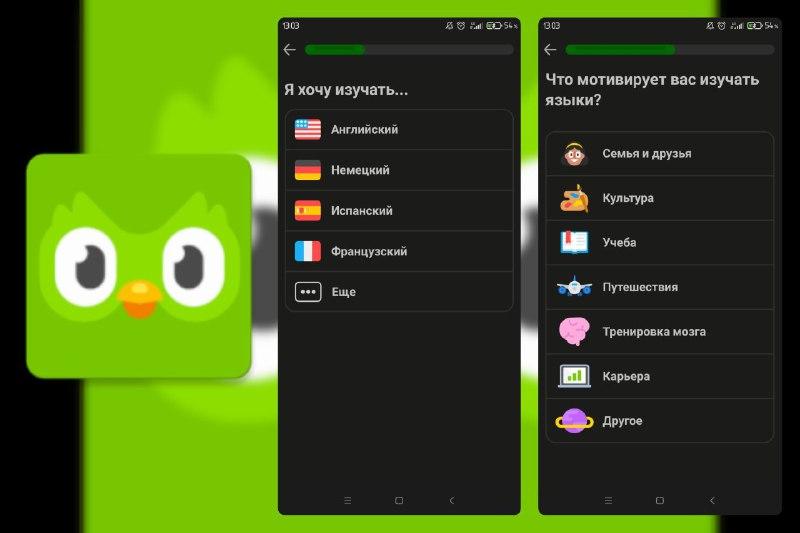 13:03
54%
Я хочу изучать...
Английский
Немецкий
Испанский
Французский
Еще
13:03
54%
Что мотивирует вас изучать
языки?
Семья и друзья
Культура
Учеба
Путешествия
Тренировка мозга
Карьера
Другое